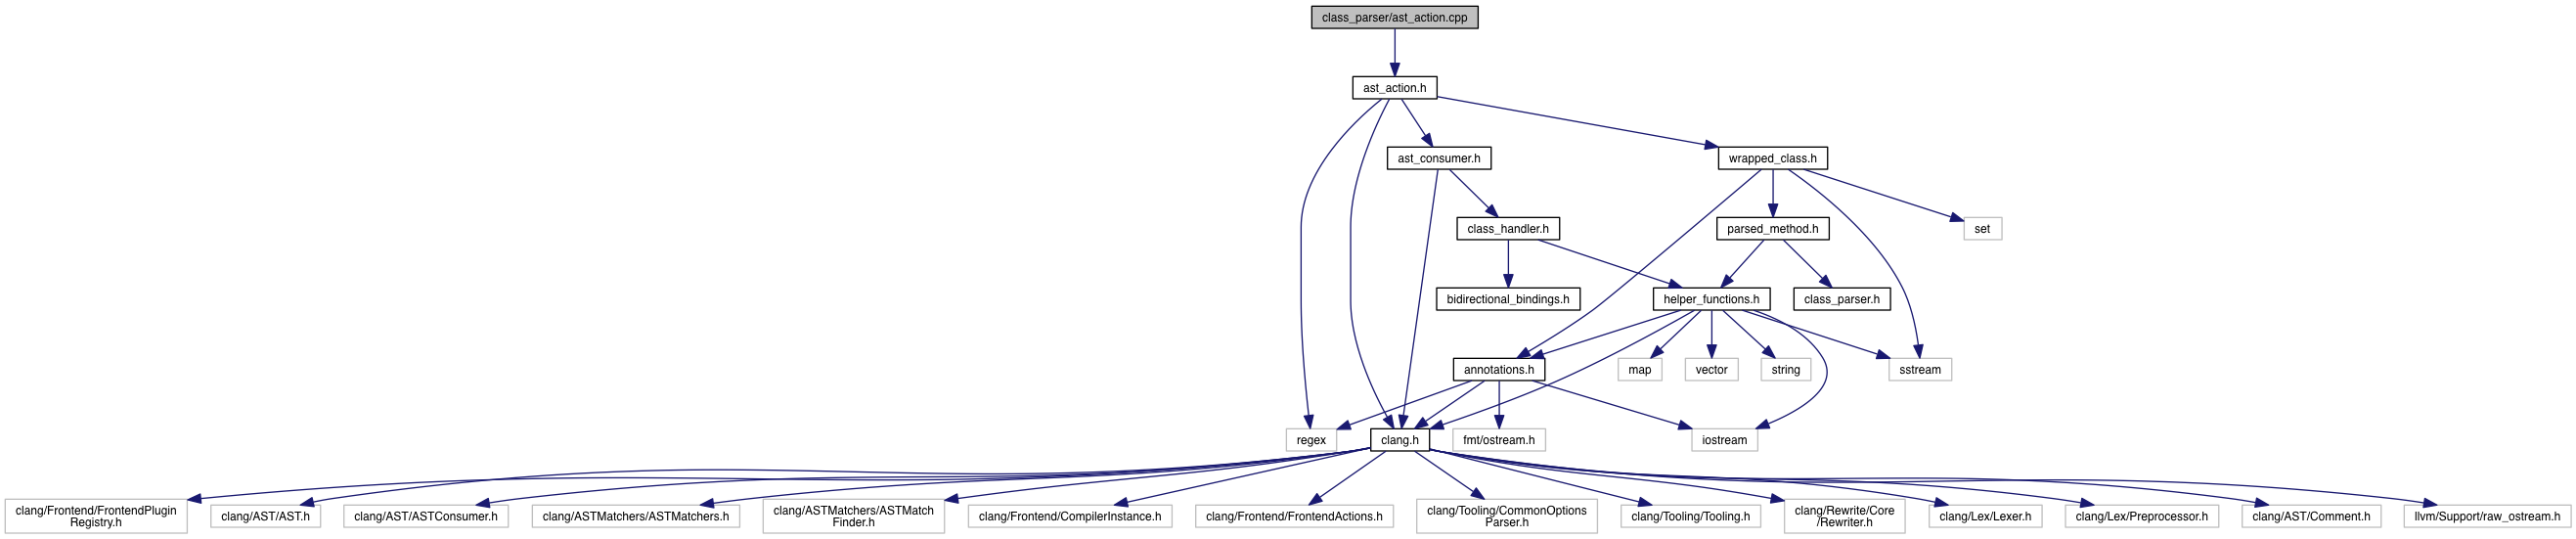 class_parser/ast_action.cpp
ast_action.h
ast_consumer.h
wrapped_class.h
class_handler.h
parsed_method.h
set
bidirectional_bindings.h
helper_functions.h
class_parser.h
annotations.h
map
vector
string
sstream
regex
clang.h
fmt/ostream.h
iostream
clang/Frontend/FrontendPlugin
Registry.h
clang/AST/AST.h
clang/AST/ASTConsumer.h
clang/ASTMatchers/ASTMatchers.h
clang/ASTMatchers/ASTMatch
Finder.h
clang/Frontend/CompilerInstance.h
clang/Frontend/FrontendActions.h
clang/Tooling/CommonOptions
Parser.h
clang/Tooling/Tooling.h
clang/Rewrite/Core
/Rewriter.h
clang/Lex/Lexer.h
clang/Lex/Preprocessor.h
clang/AST/Comment.h
llvm/Support/raw_ostream.h